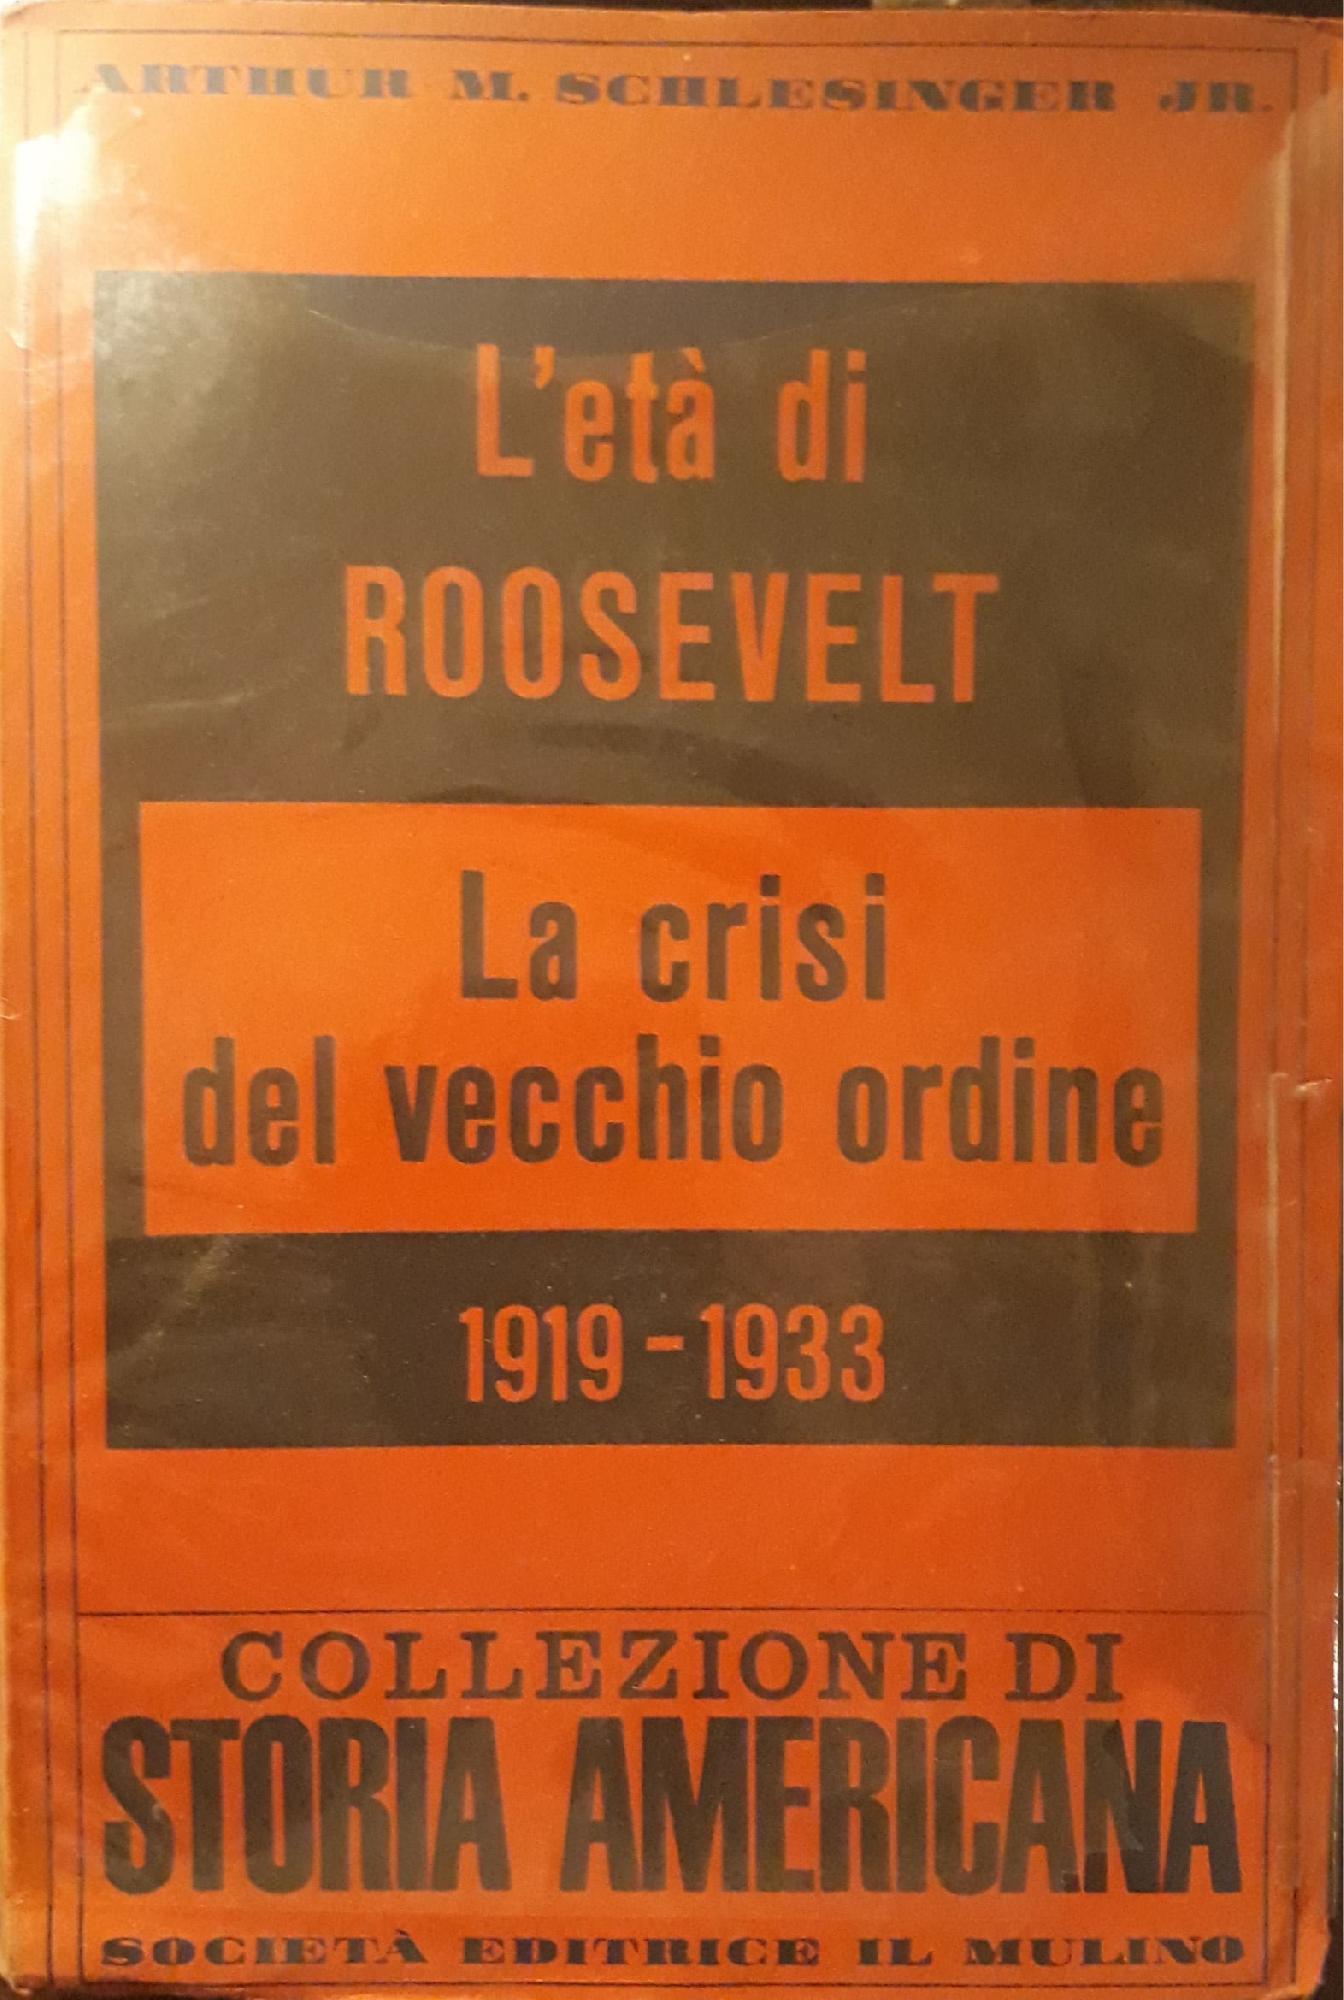 ARTHUR M. SCHLESINGER JR.
L'età di
ROOSEVELT
La crisi
del vecchio ordine
1919-1933
COLLEZIONE DI
STORIA AMERICANA
SOCIETÀ EDITRICE IL MULINO